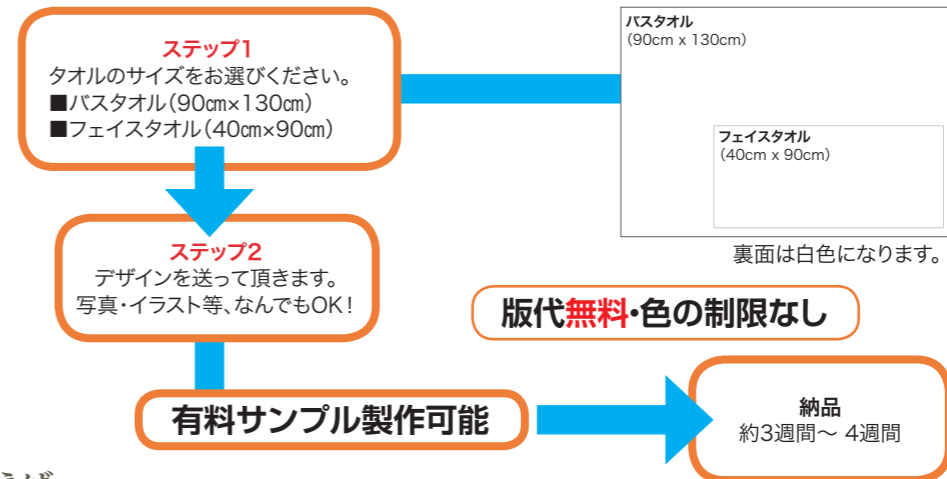 ステップ1
タオルのサイズをお選びください。
■バスタオル(90㎝×130㎝)
■フェイスタオル(40㎝×90㎝)
バスタオル
(90cm x 130cm)
フェイスタオル
(40cm x 90cm)
裏面は白色になります。
ステップ2
デザインを送って頂きます。
写真・イラスト等、なんでもOK!
版代無料・色の制限なし
有料サンプル製作可能
納品
約3週間〜 4週間